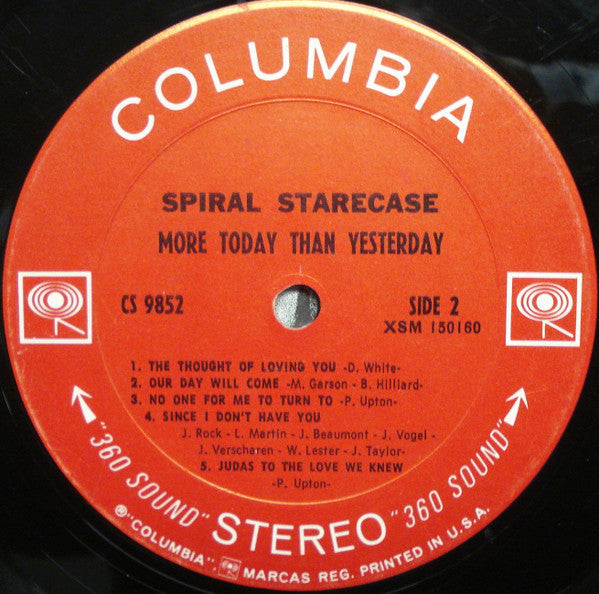 COLUMBIA
SPIRAL STARECASE
MORE TODAY THAN YESTERDAY
CS 9852
SIDE 2
XSM 150160
1. THE THOUGHT OF LOVING YOU -D. White-
2. OUR DAY WILL COME -M. Garson - B. Hilliard-
3. NO ONE FOR ME TO TURN TO -P. Upton-
4. SINCE I DON'T HAVE YOU
J. Rock - L. Martin - J. Beaumont - J. Vogel -
J. Verscharen - W. Lester - J. Taylor-
5. JUDAS TO THE LOVE WE KNEW
-P. Upton-
"360 SOUND" STEREO "360 SOUND"
®"COLUMBIA", MARCAS REG. PRINTED IN U.S.A.